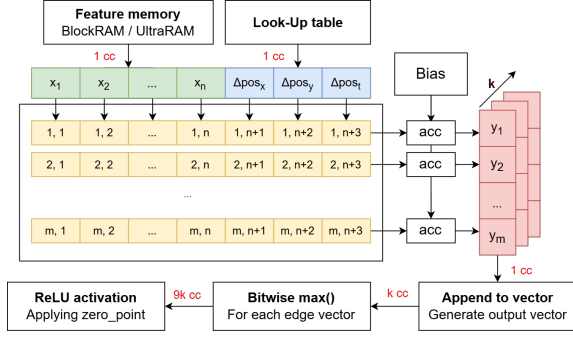 Feature memory
BlockRAM / UltraRAM
Look-Up table
1 cc
1 cc
Bias
k
x1 x2 ... xn Δposx Δposy Δpost
1, 1 1, 2 ... 1, n 1, n+1 1, n+2 1, n+3 acc y1
2, 1 2, 2 ... 2, n 2, n+1 2, n+2 2, n+3 acc y2
... ...
m, 1 m, 2 ... m, n m, n+1 m, n+2 m, n+3 acc ym
1 cc
ReLU activation
Applying zero_point
9k cc
Bitwise max()
For each edge vector
k cc
Append to vector
Generate output vector